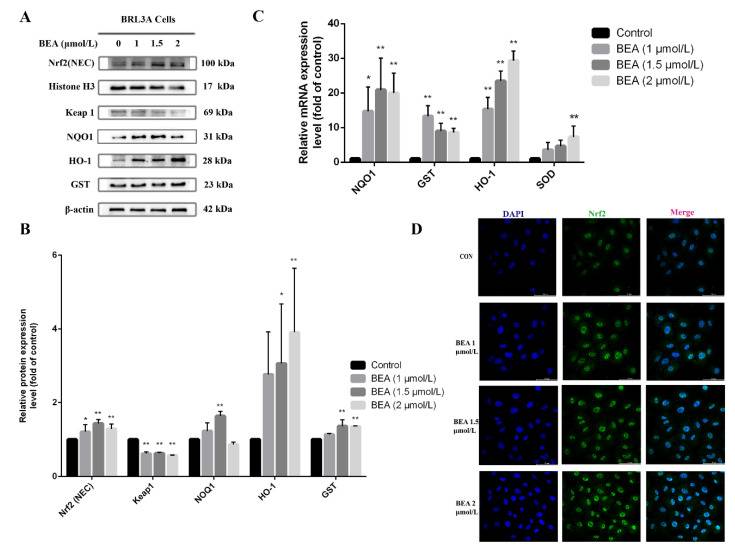 A
BRL3A Cells
BEA (μmol/L) 0 1 1.5 2
Nrf2(NEC) 100 kDa
Histone H3 17 kDa
Keap 1 69 kDa
NQO1 31 kDa
HO-1 28 kDa
GST 23 kDa
β-actin 42 kDa
B
Relative protein expression
level (fold of control)
6
4
2
1
0
* ** **
** ** **
**
* **
** **
Control
BEA (1 μmol/L)
BEA (1.5 μmol/L)
BEA (2 μmol/L)
Nrf2 (NEC)
Keap1
NOQ1
HO-1
GST
C
Relative mRNA expression
level (fold of control)
40
30
20
10
0
* ** **
** ** **
** ** **
**
Control
BEA (1 μmol/L)
BEA (1.5 μmol/L)
BEA (2 μmol/L)
NQO1
GST
HO-1
SOD
D
DAPI Nrf2 Merge
CON
BEA 1
μmol/L
BEA 1.5
μmol/L
BEA 2
μmol/L